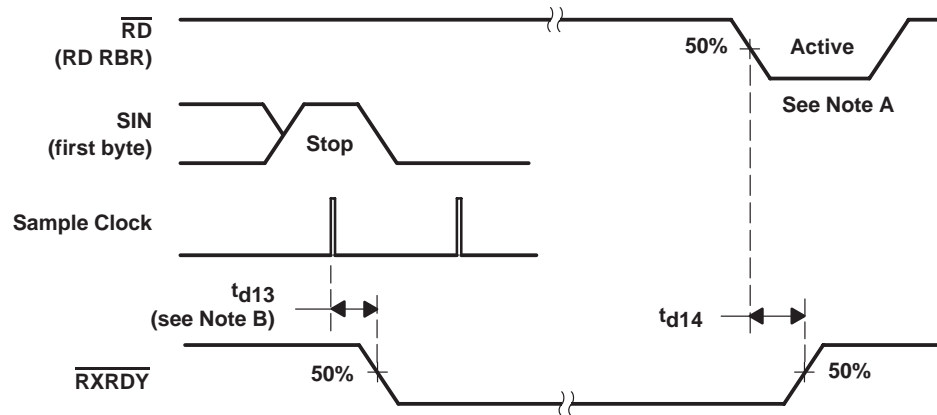 RD
(RD RBR)
50%
Active
See Note A
SIN
(first byte)
Stop
Sample Clock
td13
(see Note B)
td14
RXRDY
50%
50%